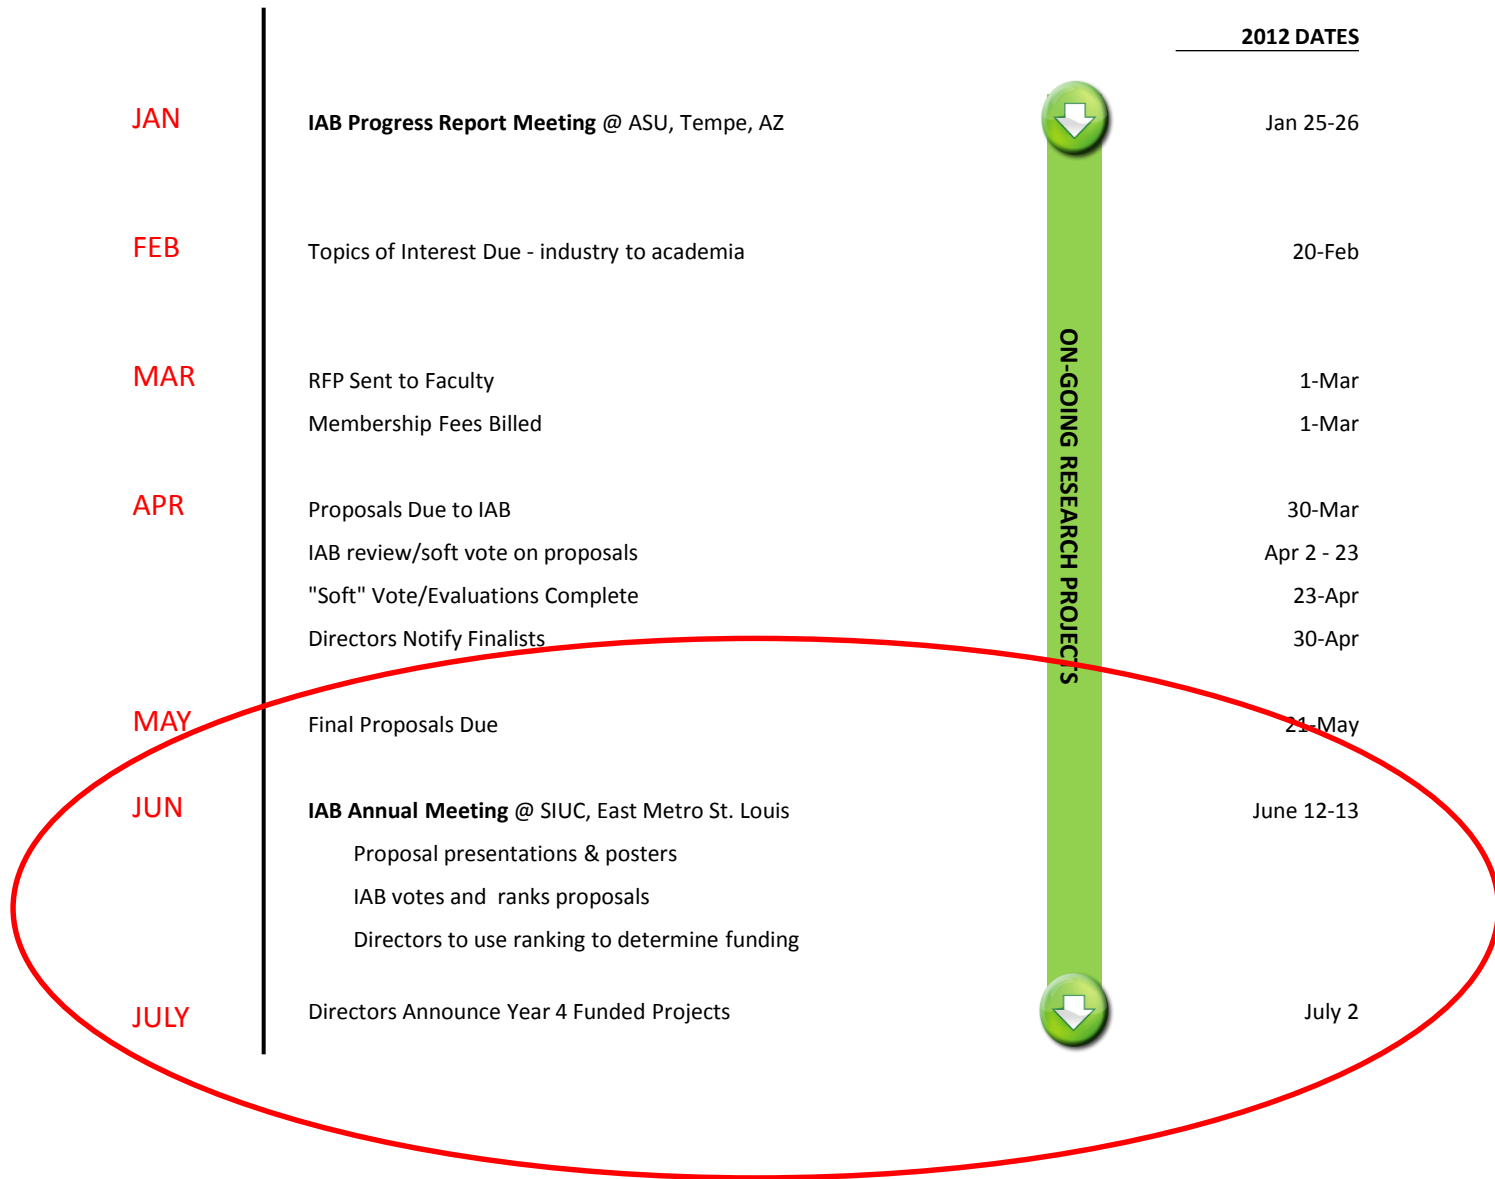 2012 DATES
JAN IAB Progress Report Meeting @ ASU, Tempe, AZ Jan 25-26
FEB Topics of Interest Due - industry to academia 20-Feb
MAR RFP Sent to Faculty 1-Mar
Membership Fees Billed 1-Mar
APR Proposals Due to IAB 30-Mar
IAB review/soft vote on proposals Apr 2 - 23
"Soft" Vote/Evaluations Complete 23-Apr
Directors Notify Finalists 30-Apr
MAY Final Proposals Due 21-May
JUN IAB Annual Meeting @ SIUC, East Metro St. Louis June 12-13
Proposal presentations & posters
IAB votes and ranks proposals
Directors to use ranking to determine funding
JULY Directors Announce Year 4 Funded Projects July 2
ON-GOING RESEARCH PROJECTS